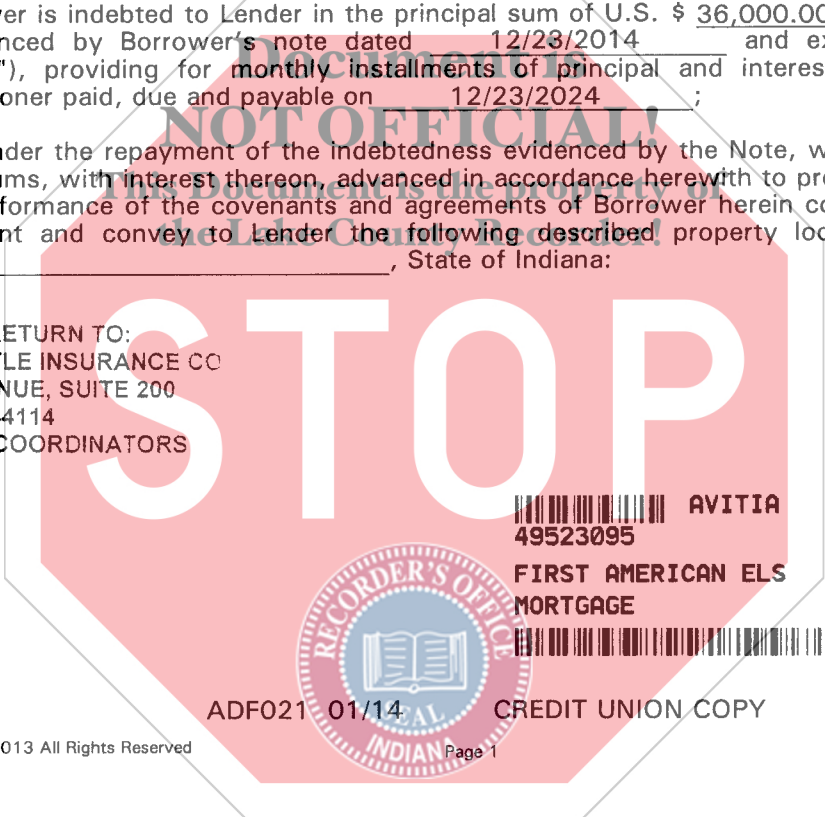 er is indebted to Lender in the principal sum of U.S. $ 36,000.00
nced by Borrower's note dated 12/23/2014 and ex
"), providing for monthly installments of principal and interes
oner paid, due and payable on 12/23/2024 ;
Document is
NOT OFFICIAL!
This Document is the property of
the Lake County Recorder!
der the repayment of the indebtedness evidenced by the Note, w
ms, with interest thereon, advanced in accordance herewith to pr
formance of the covenants and agreements of Borrower herein co
nt and convey to Lender the following described property loc
, State of Indiana:
STOP
ETURN TO:
LE INSURANCE CO
NUE, SUITE 200
4114
COORDINATORS
AVITIA
49523095
FIRST AMERICAN ELS
MORTGAGE
RECORDER'S OFFICE
SEAL
INDIANA
ADF021 01/14 CREDIT UNION COPY
013 All Rights Reserved
Page 1